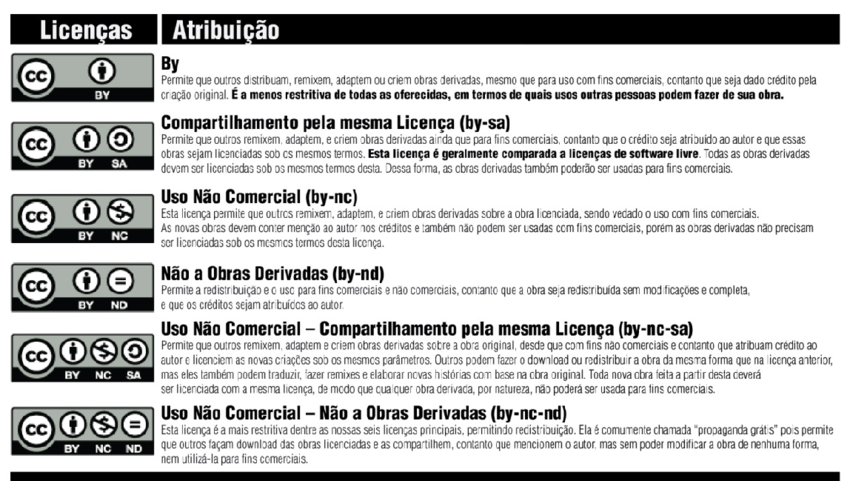 Licenças Atribuição
BY
By
Permite que outros distribuam, remixem, adaptem ou criem obras derivadas, mesmo que para uso com fins comerciais, contanto que seja dado crédito pela
criação original. É a menos restritiva de todas as oferecidas, em termos de quais usos outras pessoas podem fazer de sua obra.
BY SA
Compartilhamento pela mesma Licença (by-sa)
Permite que outros remixem, adaptem, e criem obras derivadas ainda que para fins comerciais, contanto que o crédito seja atribuído ao autor e que essas
obras sejam licenciadas sob os mesmos termos. Esta licença é geralmente comparada a licenças de software livre. Todas as obras derivadas
devem ser licenciadas sob os mesmos termos desta. Dessa forma, as obras derivadas também poderão ser usadas para fins comerciais.
BY NC
Uso Não Comercial (by-nc)
Esta licença permite que outros remixem, adaptem, e criem obras derivadas sobre a obra licenciada, sendo vedado o uso com fins comerciais.
As novas obras devem conter menção ao autor nos créditos e também não podem ser usadas com fins comerciais, porém as obras derivadas não precisam
ser licenciadas sob os mesmos termos desta licença.
BY ND
Não a Obras Derivadas (by-nd)
Permite a redistribuição e o uso para fins comerciais e não comerciais, contanto que a obra seja redistribuída sem modificações e completa,
e que os créditos sejam atribuídos ao autor.
BY NC SA
Uso Não Comercial – Compartilhamento pela mesma Licença (by-nc-sa)
Permite que outros remixem, adaptem e criem obras derivadas sobre a obra original, desde que com fins não comerciais e contanto que atribuam crédito ao
autor e licenciem as novas criações sob os mesmos parâmetros. Outros podem fazer o download ou redistribuir a obra da mesma forma que na licença anterior,
mas eles também podem traduzir, fazer remixes e elaborar novas histórias com base na obra original. Toda nova obra feita a partir desta deverá
ser licenciada com a mesma licença, de modo que qualquer obra derivada, por natureza, não poderá ser usada para fins comerciais.
BY NC ND
Uso Não Comercial – Não a Obras Derivadas (by-nc-nd)
Esta licença é a mais restritiva dentre as nossas seis licenças principais, permitindo redistribuição. Ela é comumente chamada "propaganda grátis" pois permite
que outros façam download das obras licenciadas e as compartilhem, contanto que mencionem o autor, mas sem poder modificar a obra de nenhuma forma,
nem utilizá-la para fins comerciais.